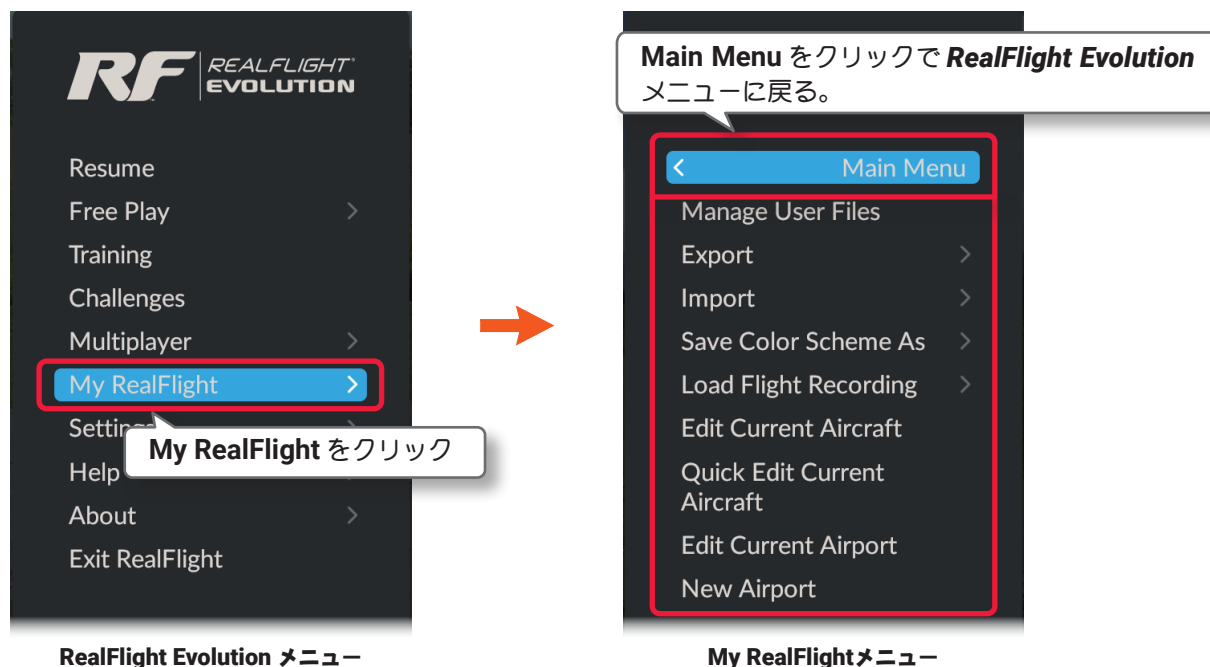 RF REALFLIGHT
EVOLUTION
Resume
Free Play
Training
Challenges
Multiplayer
My RealFlight
My RealFlight をクリック
Help
About
Exit RealFlight
RealFlight Evolution メニュー
Main Menu をクリックで RealFlight Evolution
メニューに戻る。
Main Menu
Manage User Files
Export
Import
Save Color Scheme As
Load Flight Recording
Edit Current Aircraft
Quick Edit Current
Aircraft
Edit Current Airport
New Airport
My RealFlightメニュー